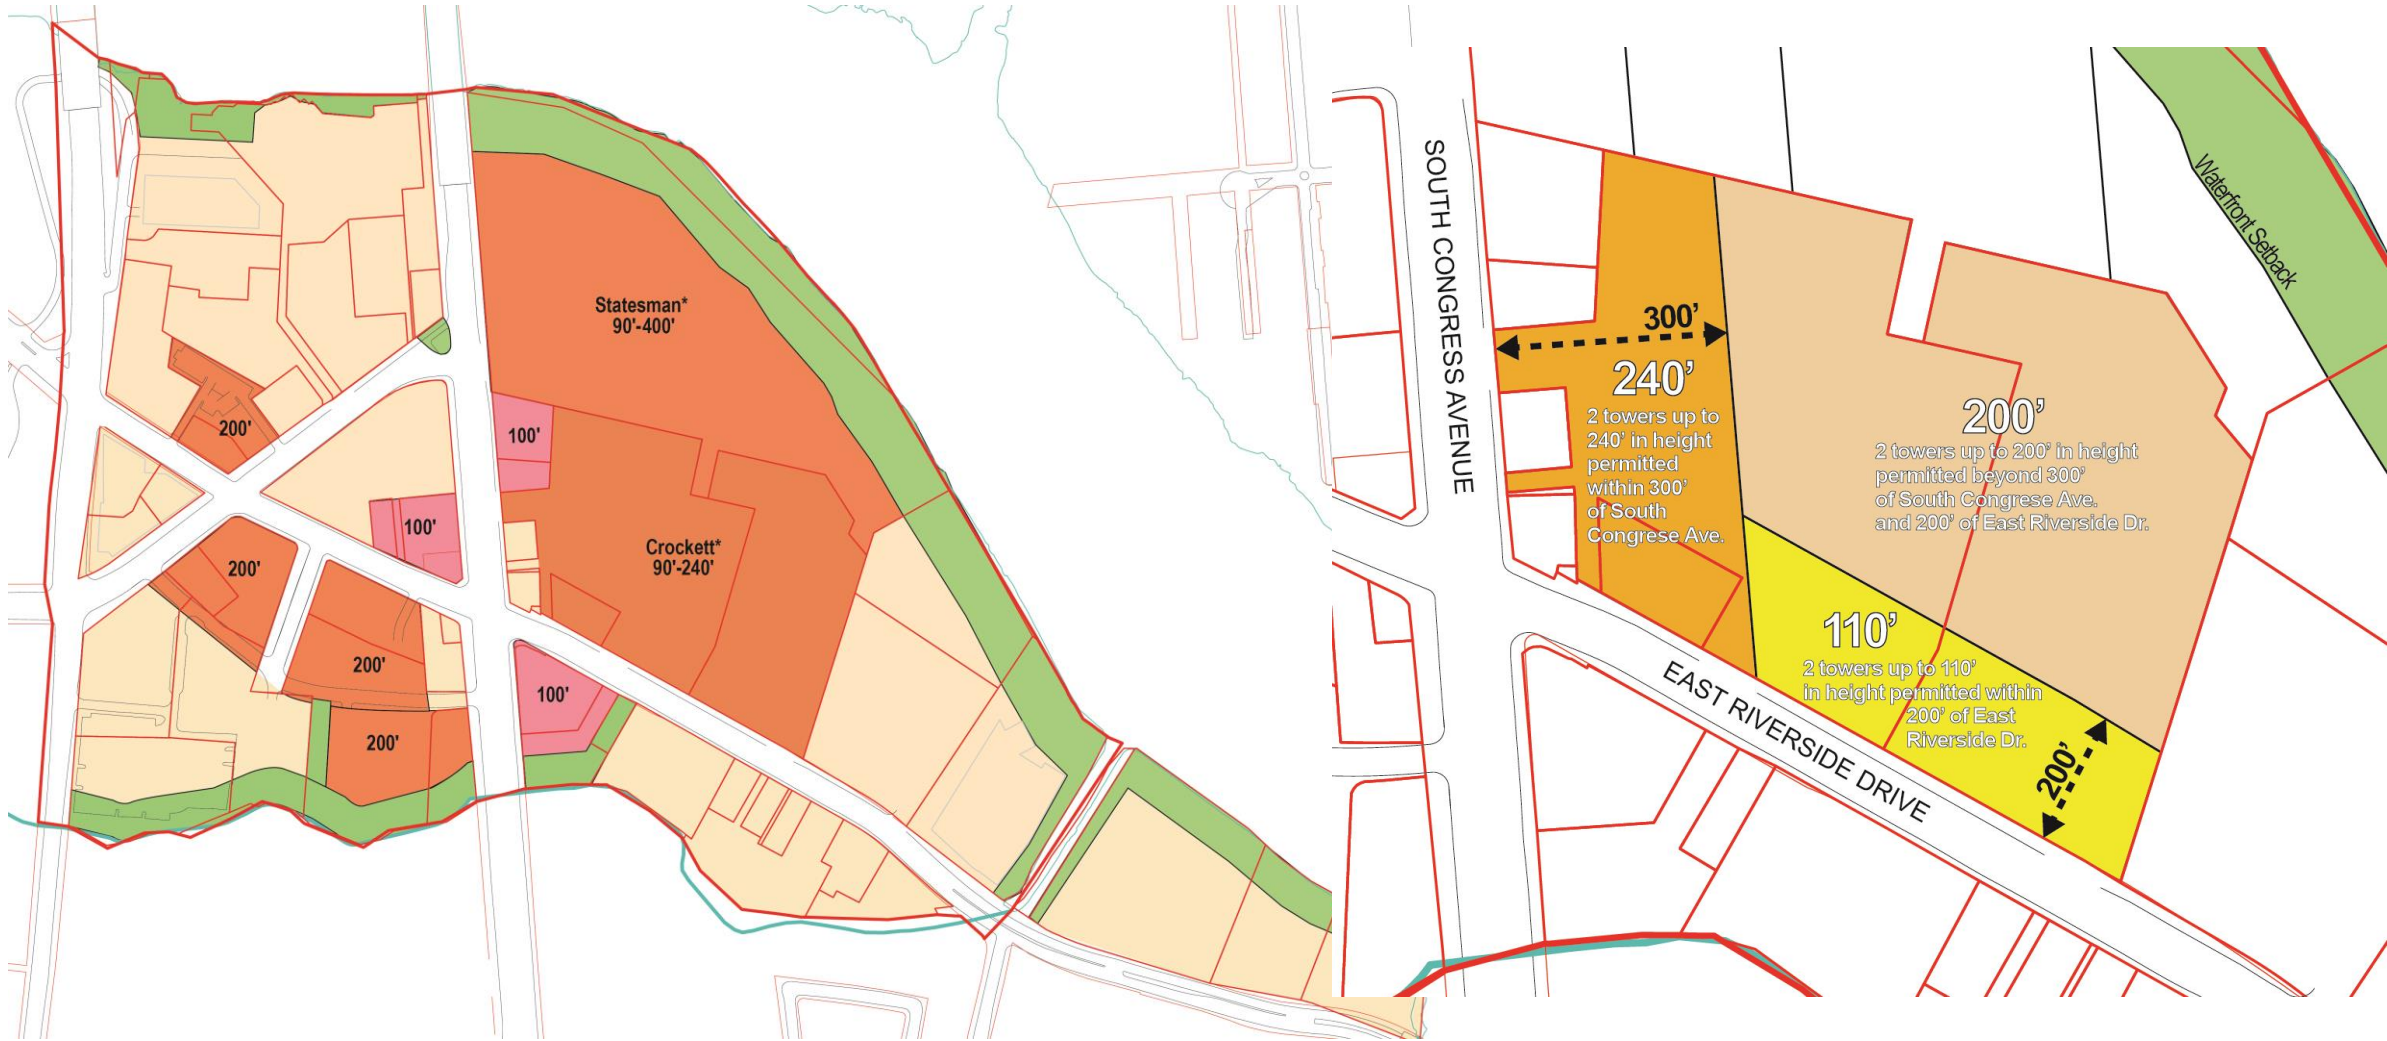 Statesman*
90'-400'
200'
100'
100'
Crockett*
90'-240'
200'
200'
100'
200'
SOUTH CONGRESS AVENUE
Waterfront Setback
300’
240’
2 towers up to
240’ in height
permitted
within 300’
of South
Congrese Ave.
200’
2 towers up to 200’ in height
permitted beyond 300’
of South Congrese Ave.
and 200’ of East Riverside Dr.
110’
2 towers up to 110’
in height permitted within
200’ of East
Riverside Dr.
200’
EAST RIVERSIDE DRIVE